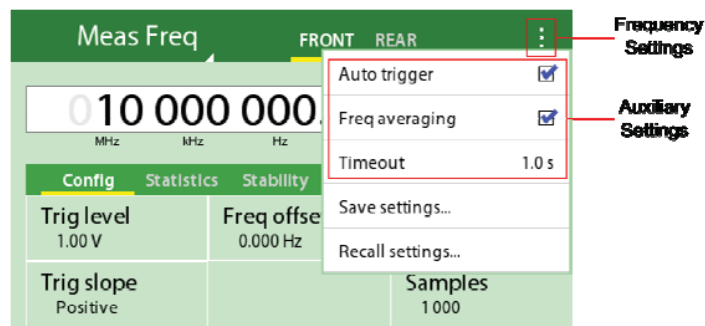 Meas Freq
FRONT REAR
Frequency
Settings
010 000 000.
MHz kHz Hz
Auto trigger
Freq averaging
Timeout 1.0 s
Save settings...
Recall settings...
Auxiliary
Settings
Config Statistics Stability
Trig level
1.00 V
Freq offse
0.000 Hz
Trig slope
Positive
Samples
1000